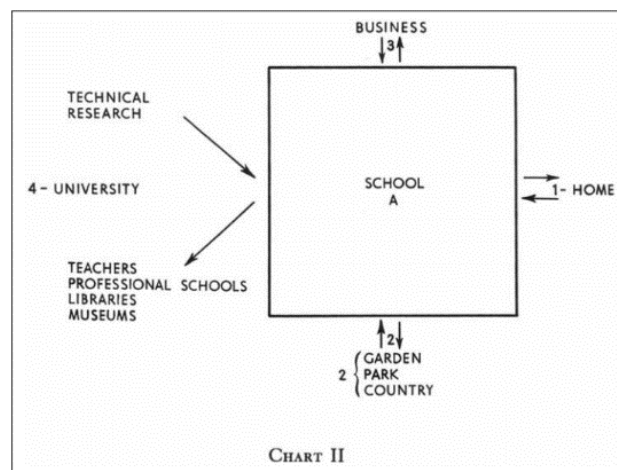 BUSINESS
3
TECHNICAL
RESEARCH
SCHOOL
A
4 - UNIVERSITY
1 - HOME
TEACHERS
PROFESSIONAL SCHOOLS
LIBRARIES
MUSEUMS
2
2 { GARDEN
PARK
COUNTRY
CHART II